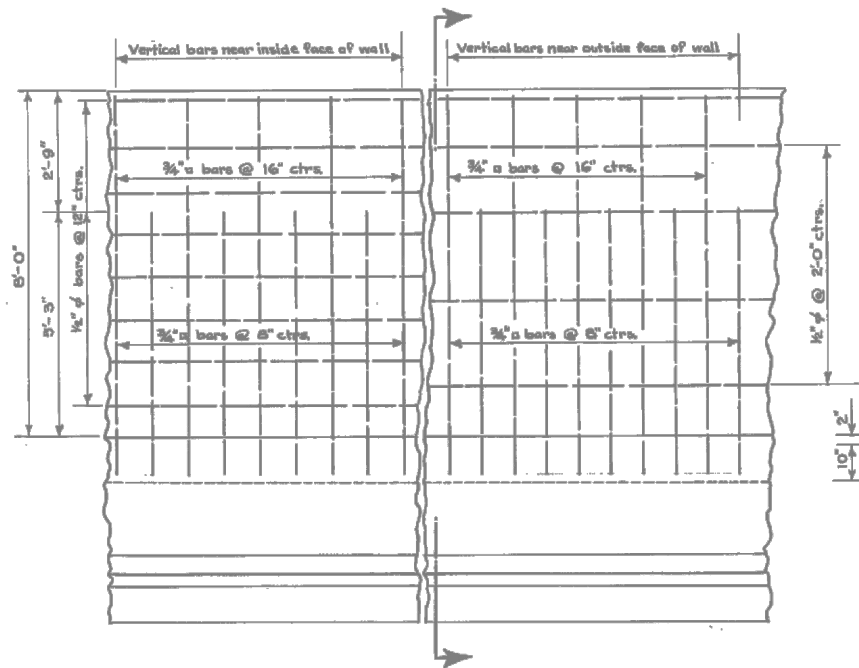 Vertical bars near inside face of wall
Vertical bars near outside face of wall
¾"□ bars @ 16" ctrs.
¾"□ bars @ 16" ctrs.
2'-9"
8'-0"
5'-3"
½" ϕ bars @ 12" ctrs.
¾"□ bars @ 8" ctrs.
¾"□ bars @ 8" ctrs.
½" ϕ @ 2'-0" ctrs.
2"
10"